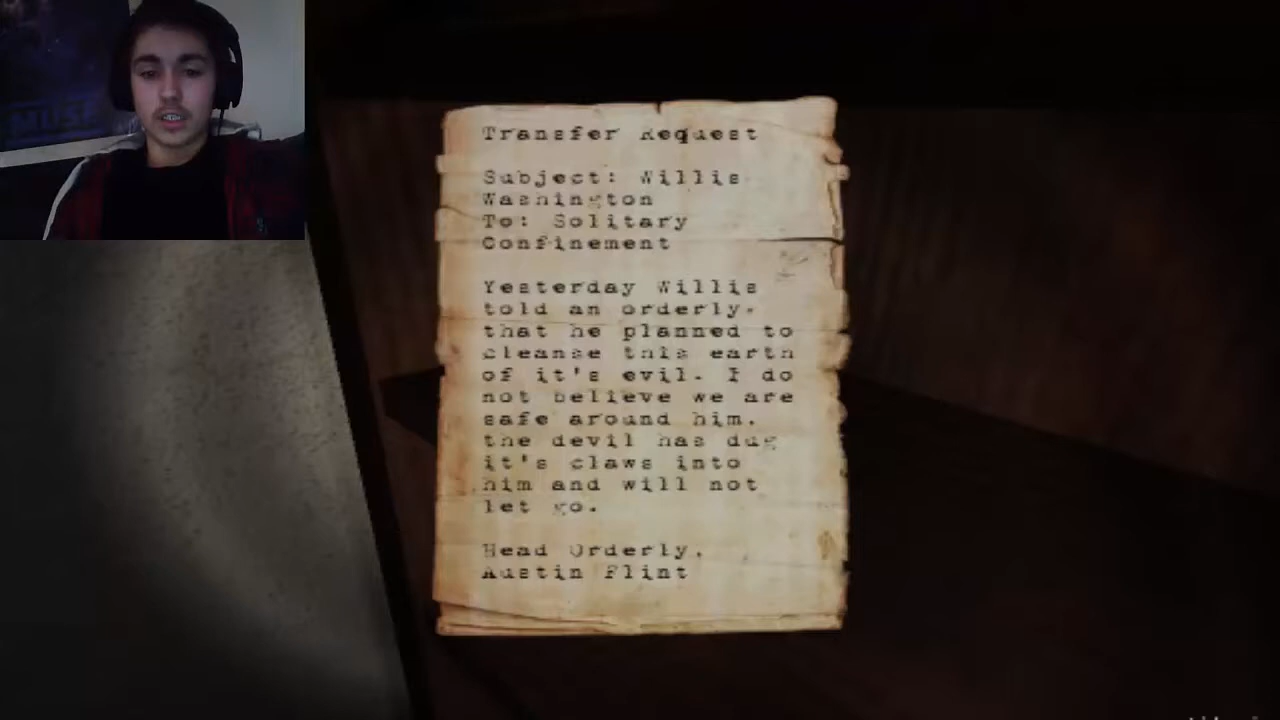 MUSE
Transfer Request
Subject: Willis
Washington
To: Solitary
Confinement
Yesterday Willis
told an orderly.
that he planned to
cleanse this earth
of it's evil. I do
not believe we are
safe around him.
the devil has dug
it's claws into
him and will not
let go.
Head Orderly,
Austin Flint